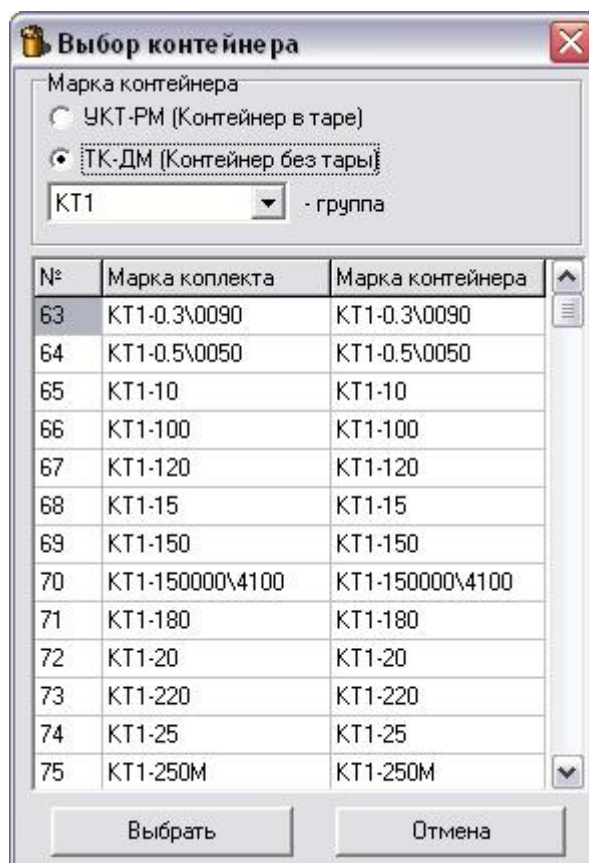 Выбор контейнера
Марка контейнера
УКТ-РМ (Контейнер в таре)
ТК-ДМ (Контейнер без тары)
КТ1 - группа
№ Марка коплекта Марка контейнера
63 КТ1-0.3\0090 КТ1-0.3\0090
64 КТ1-0.5\0050 КТ1-0.5\0050
65 КТ1-10 КТ1-10
66 КТ1-100 КТ1-100
67 КТ1-120 КТ1-120
68 КТ1-15 КТ1-15
69 КТ1-150 КТ1-150
70 КТ1-150000\4100 КТ1-150000\4100
71 КТ1-180 КТ1-180
72 КТ1-20 КТ1-20
73 КТ1-220 КТ1-220
74 КТ1-25 КТ1-25
75 КТ1-250М КТ1-250М
Выбрать Отмена